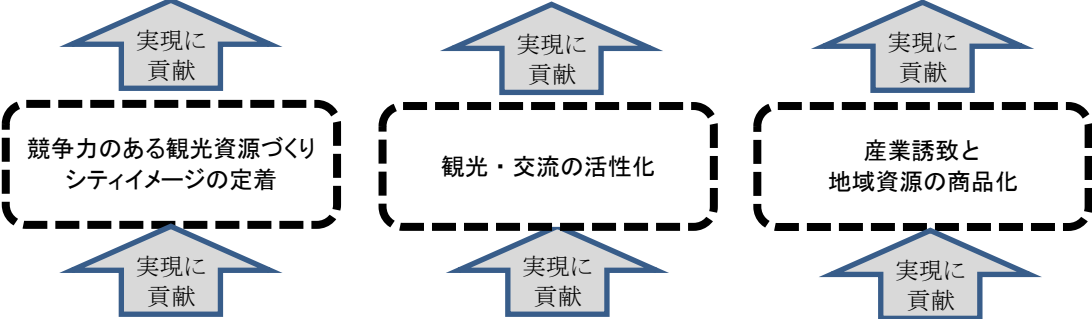 実現に
貢献
実現に
貢献
実現に
貢献
競争力のある観光資源づくり
シティイメージの定着
観光・交流の活性化
産業誘致と
地域資源の商品化
実現に
貢献
実現に
貢献
実現に
貢献